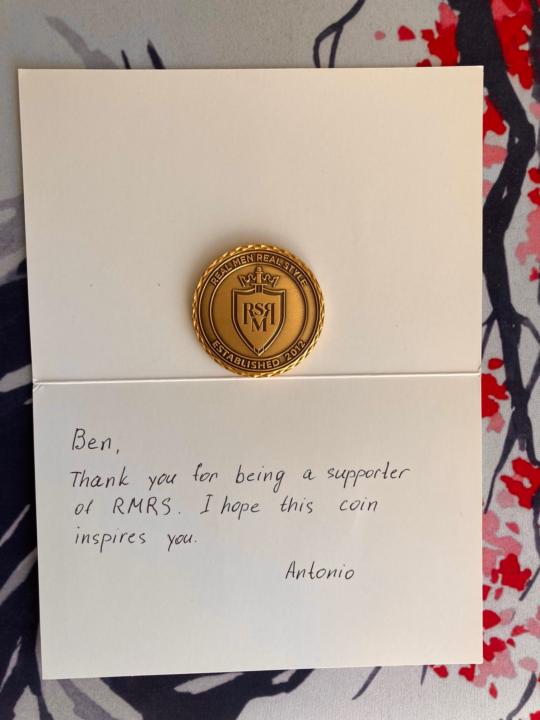 REAL MEN REAL STYLE
RSR
M
ESTABLISHED 2012
Ben,
Thank you for being a supporter
of RMRS. I hope this coin
inspires you.
Antonio